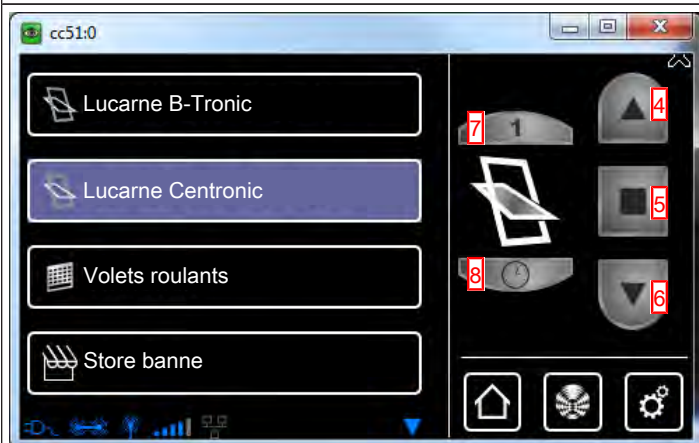 cc51:0
Lucarne B-Tronic
Lucarne Centronic
Volets roulants
Store banne
4
7
1
5
8
6